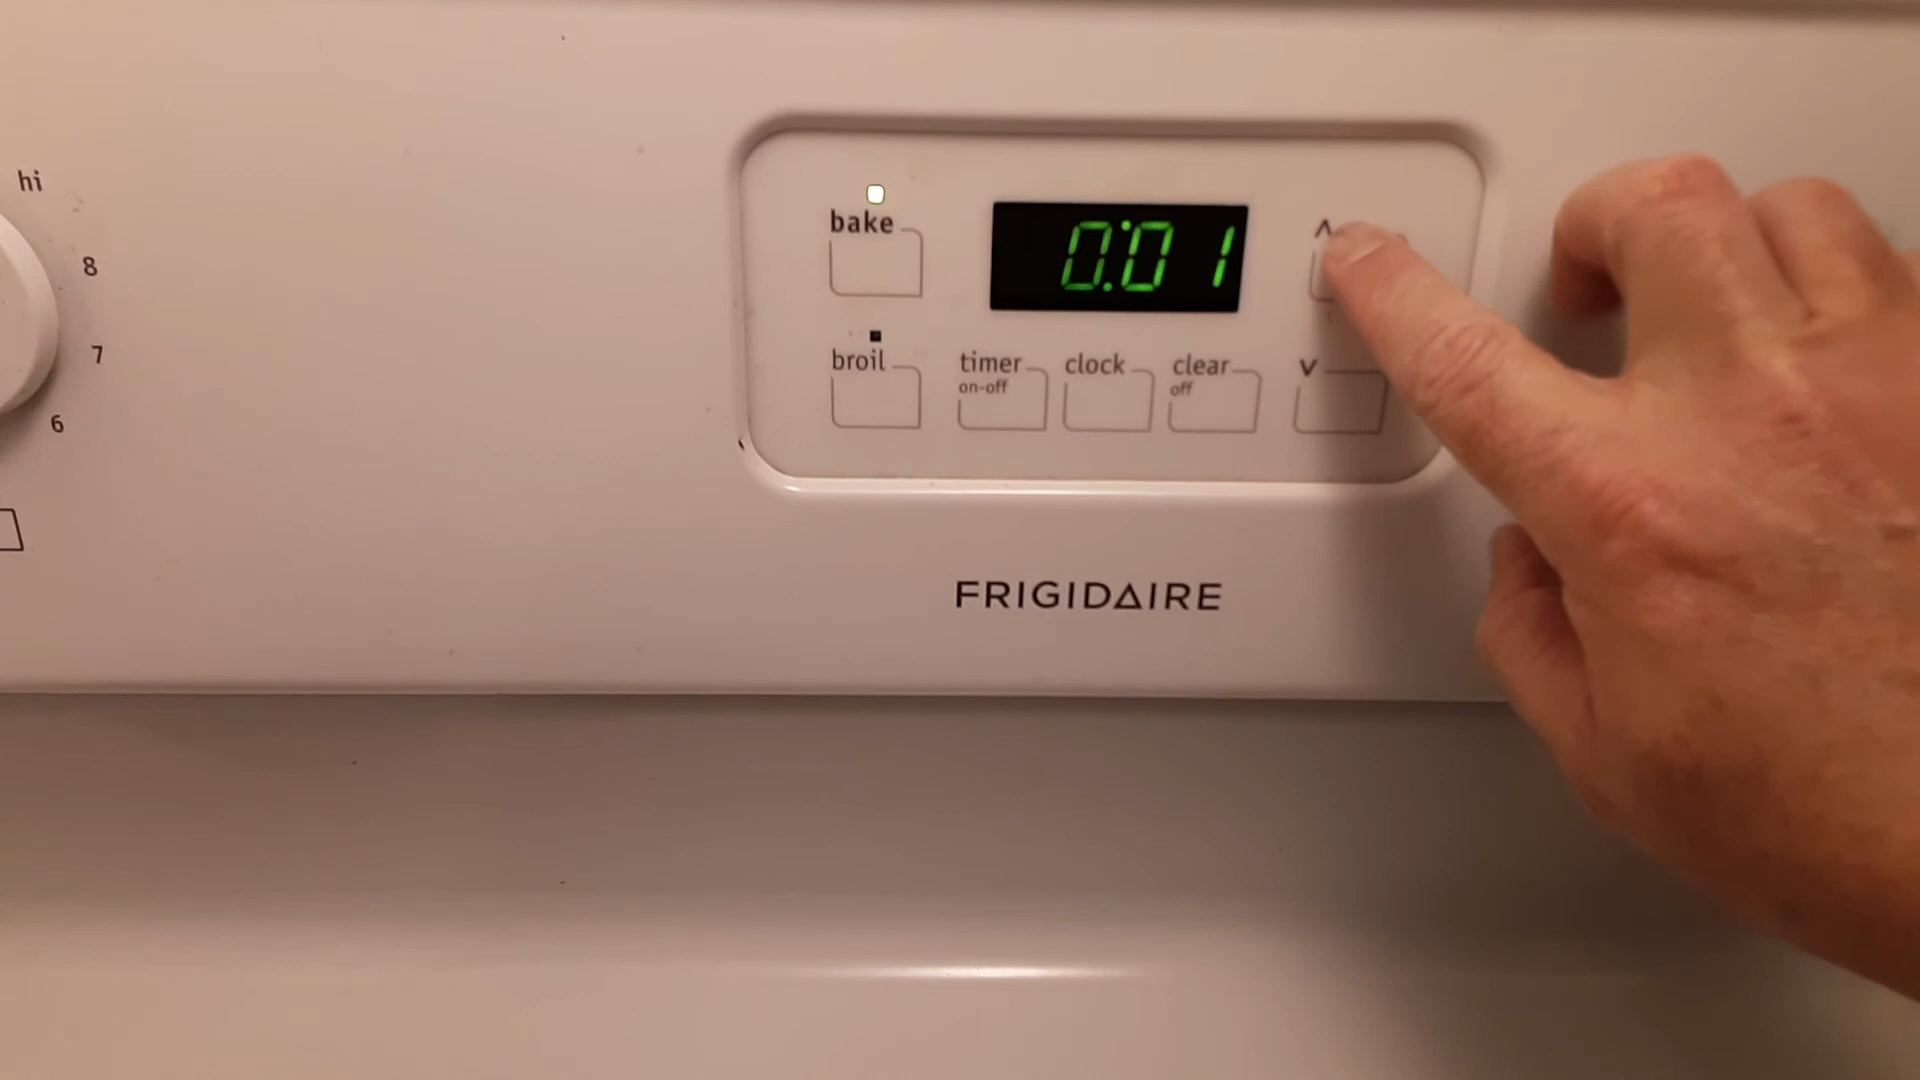 hi
8
7
6
bake
0:01
^
broil
timer
on-off
clock
clear
off
v
FRIGIDAIRE